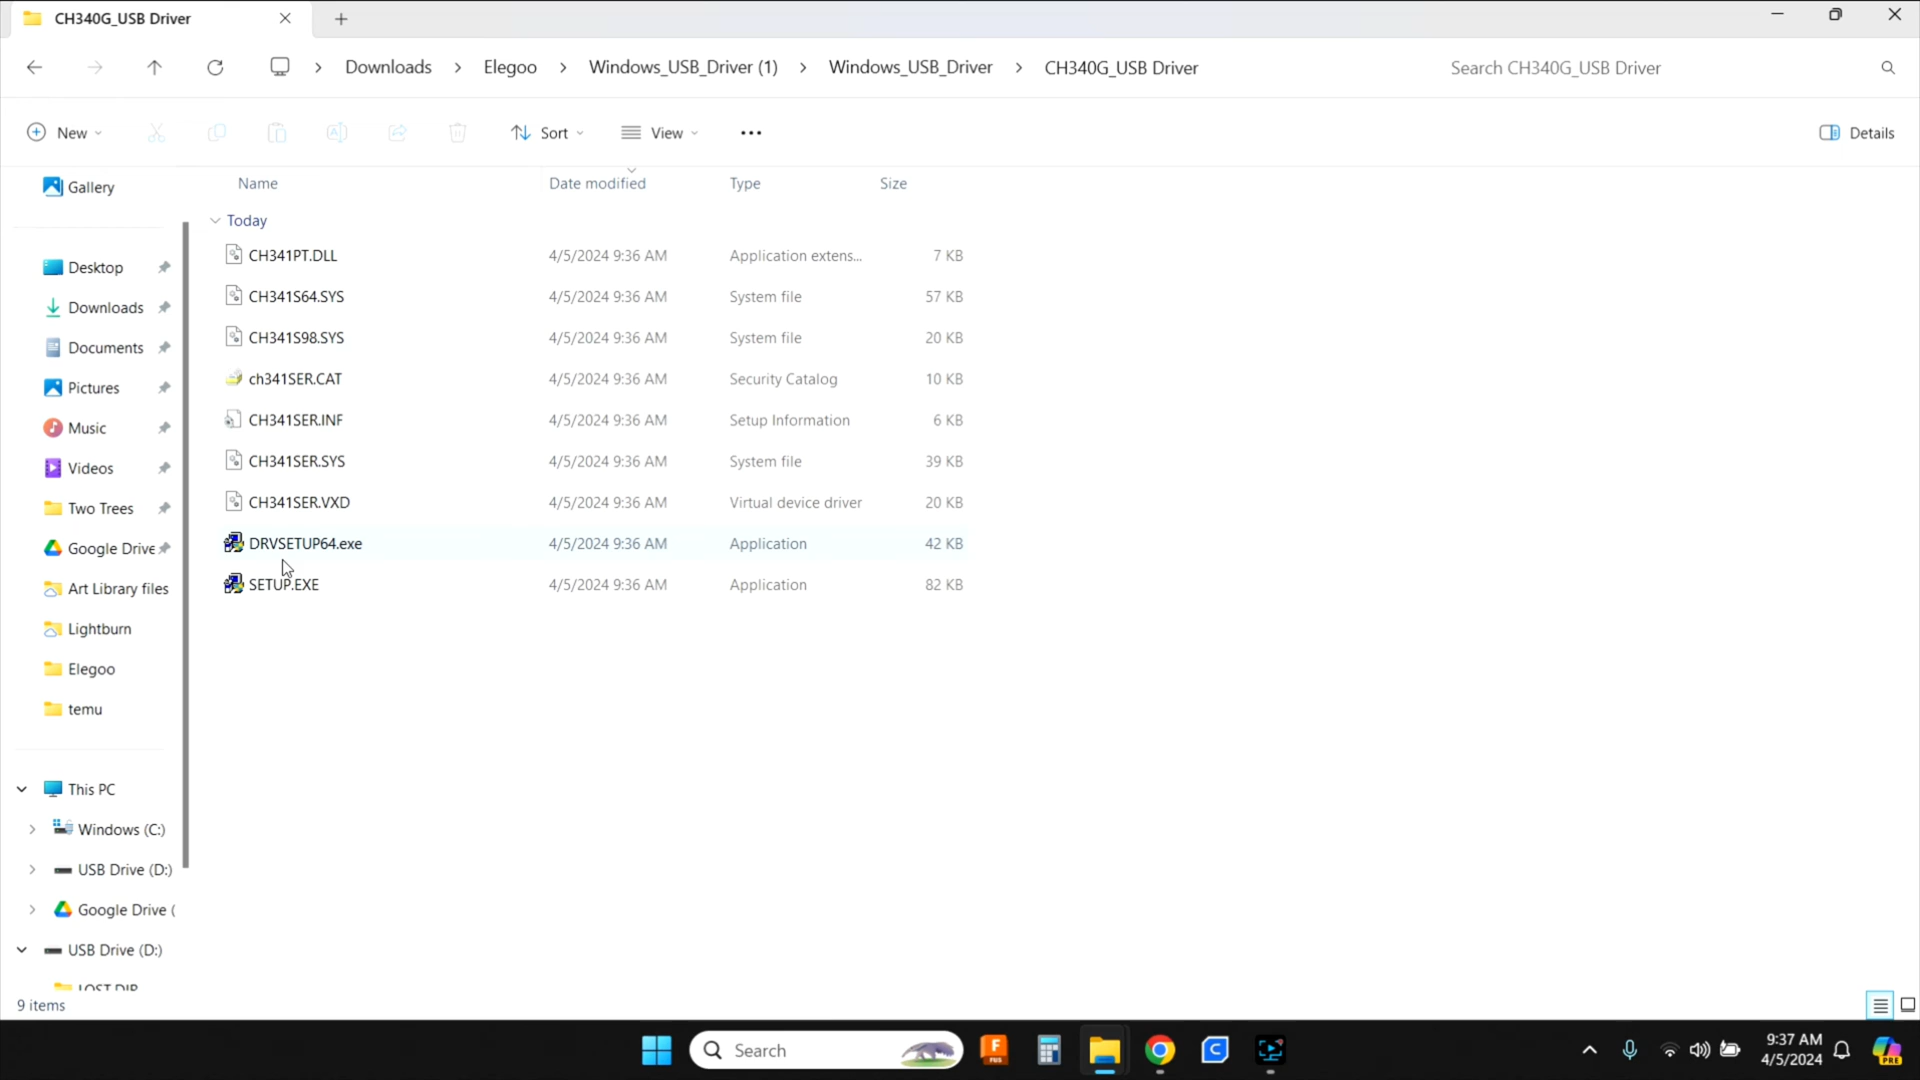 CH340G_USB Driver
Downloads > Elegoo > Windows_USB_Driver (1) > Windows_USB_Driver > CH340G_USB Driver
Search CH340G_USB Driver
New
Sort
View
Details
Gallery
Desktop
Downloads
Documents
Pictures
Music
Videos
Two Trees
Google Drive
Art Library files
Lightburn
Elegoo
temu
This PC
Windows (C:)
USB Drive (D:)
Google Drive (
USB Drive (D:)
LOST.DIR
9 items
Name Date modified Type Size
Today
CH341PT.DLL 4/5/2024 9:36 AM Application extens... 7 KB
CH341S64.SYS 4/5/2024 9:36 AM System file 57 KB
CH341S98.SYS 4/5/2024 9:36 AM System file 20 KB
ch341SER.CAT 4/5/2024 9:36 AM Security Catalog 10 KB
CH341SER.INF 4/5/2024 9:36 AM Setup Information 6 KB
CH341SER.SYS 4/5/2024 9:36 AM System file 39 KB
CH341SER.VXD 4/5/2024 9:36 AM Virtual device driver 20 KB
DRVSETUP64.exe 4/5/2024 9:36 AM Application 42 KB
SETUP.EXE 4/5/2024 9:36 AM Application 82 KB
Search
F
FUS
C
9:37 AM
4/5/2024
PRE